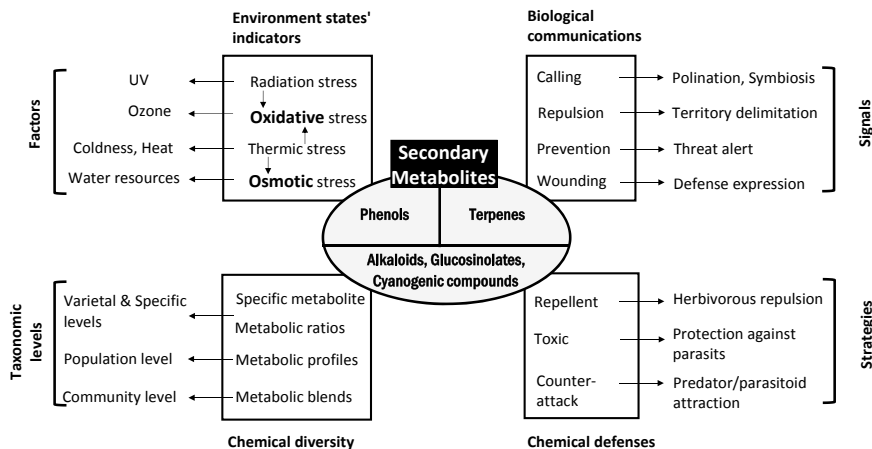 Environment states'
indicators
Factors
UV
Radiation stress
Ozone
Oxidative stress
Coldness, Heat
Thermic stress
Water resources
Osmotic stress
Biological
communications
Calling
Polination, Symbiosis
Repulsion
Territory delimitation
Prevention
Threat alert
Wounding
Defense expression
Signals
Secondary
Metabolites
Phenols
Terpenes
Alkaloids, Glucosinolates,
Cyanogenic compounds
Taxonomic
levels
Varietal & Specific
levels
Specific metabolite
Metabolic ratios
Population level
Metabolic profiles
Community level
Metabolic blends
Chemical diversity
Repellent
Herbivorous repulsion
Toxic
Protection against
parasits
Counter-
attack
Predator/parasitoid
attraction
Strategies
Chemical defenses